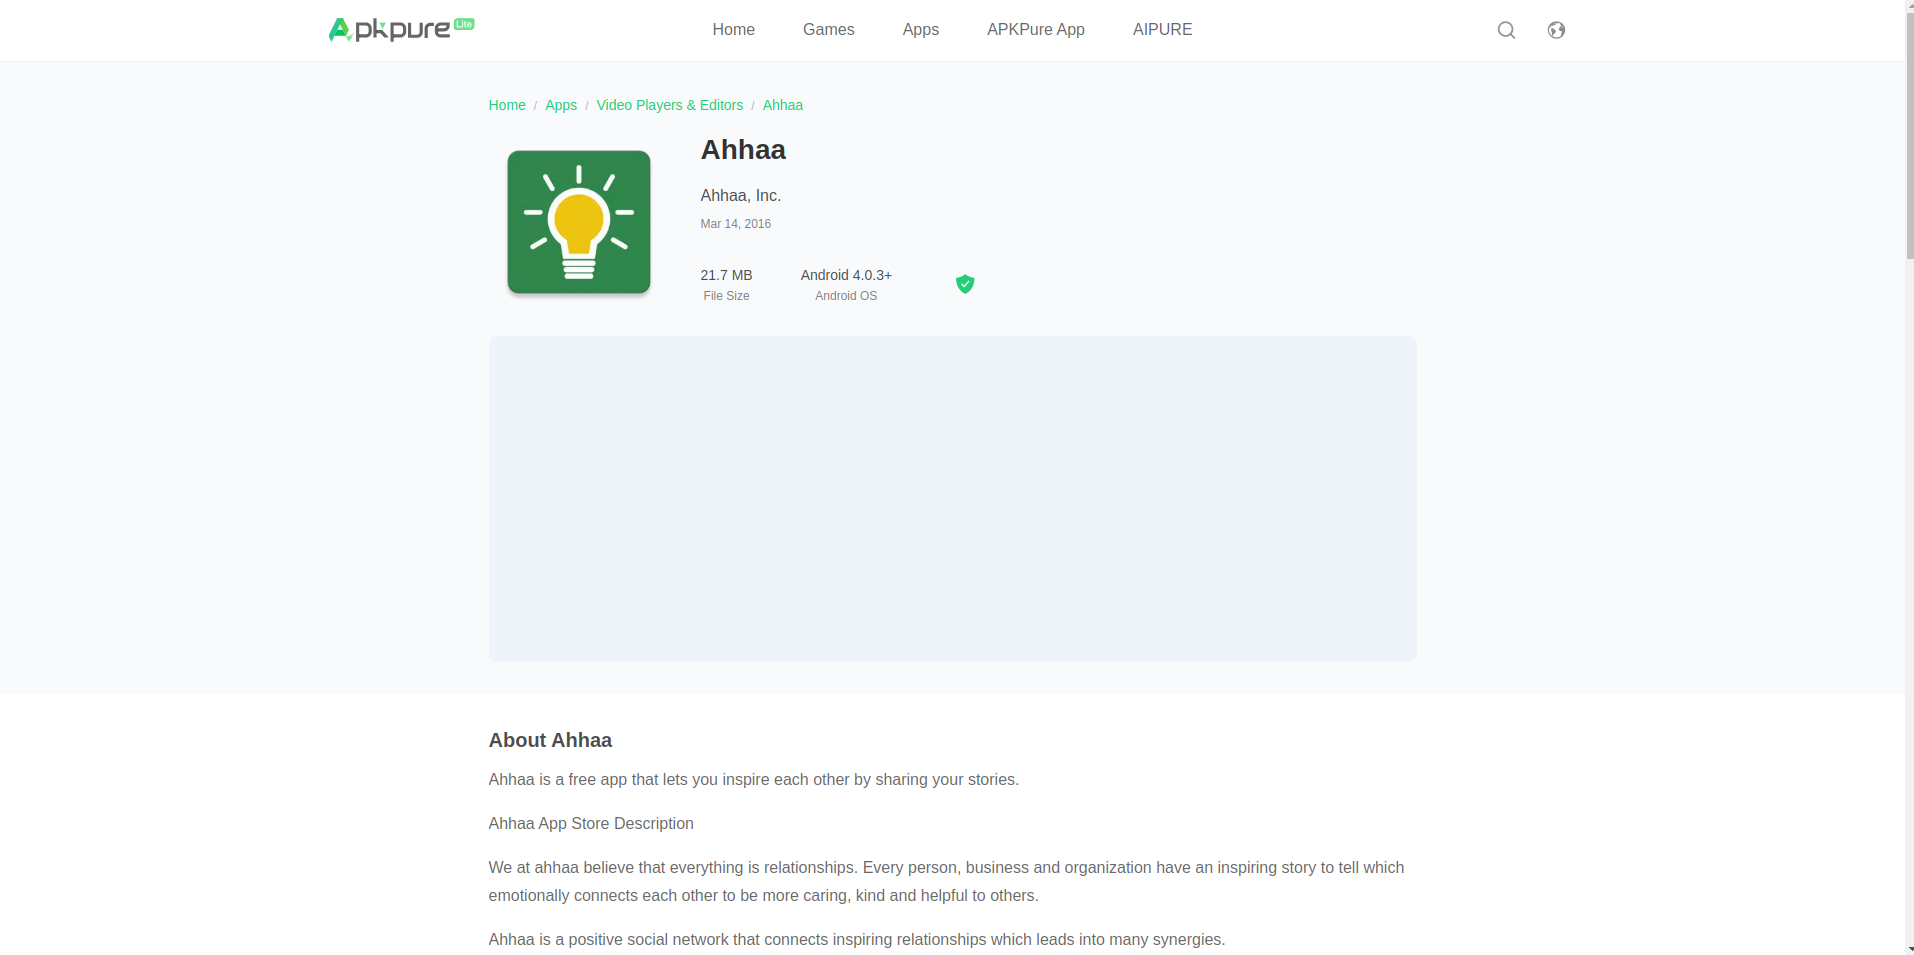 Apkpure Lite
Home Games Apps APKPure App AIPURE
Home / Apps / Video Players & Editors / Ahhaa
Ahhaa
Ahhaa, Inc.
Mar 14, 2016
21.7 MB Android 4.0.3+
File Size Android OS
About Ahhaa
Ahhaa is a free app that lets you inspire each other by sharing your stories.
Ahhaa App Store Description
We at ahhaa believe that everything is relationships. Every person, business and organization have an inspiring story to tell which
emotionally connects each other to be more caring, kind and helpful to others.
Ahhaa is a positive social network that connects inspiring relationships which leads into many synergies.